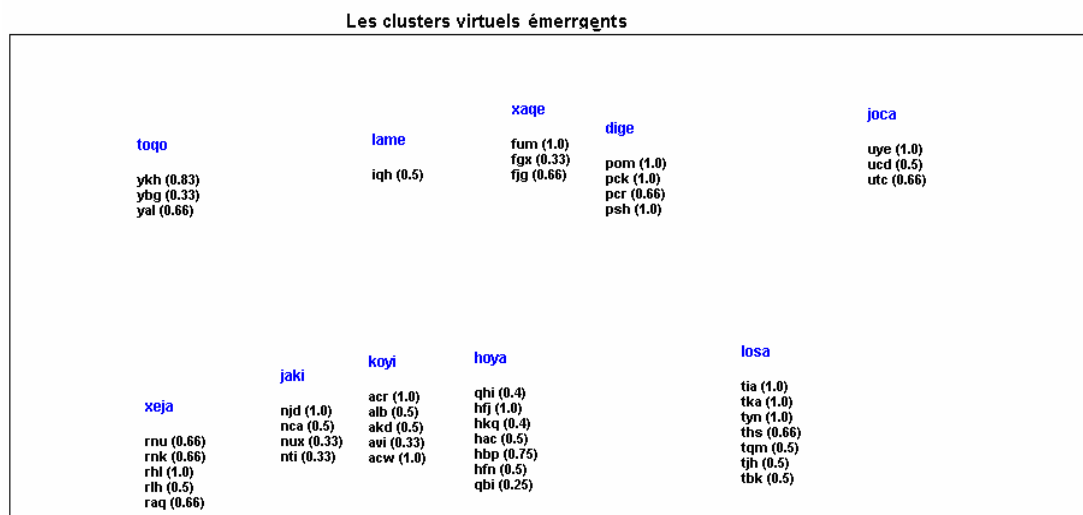 Les clusters virtuels émerrgents
toqo
ykh (0.83)
ybg (0.33)
yal (0.66)
lame
iqh (0.5)
xaqe
fum (1.0)
fgx (0.33)
fjg (0.66)
dige
pom (1.0)
pck (1.0)
pcr (0.66)
psh (1.0)
joca
uye (1.0)
ucd (0.5)
utc (0.66)
xeja
rnu (0.66)
rnk (0.66)
rhl (1.0)
rlh (0.5)
raq (0.66)
jaki
njd (1.0)
nca (0.5)
nux (0.33)
nti (0.33)
koyi
acr (1.0)
alb (0.5)
akd (0.5)
avi (0.33)
acw (1.0)
hoya
qhi (0.4)
hfj (1.0)
hkq (0.4)
hac (0.5)
hbp (0.75)
hfn (0.5)
qbi (0.25)
losa
tia (1.0)
tka (1.0)
tyn (1.0)
ths (0.66)
tqm (0.5)
tjh (0.5)
tbk (0.5)